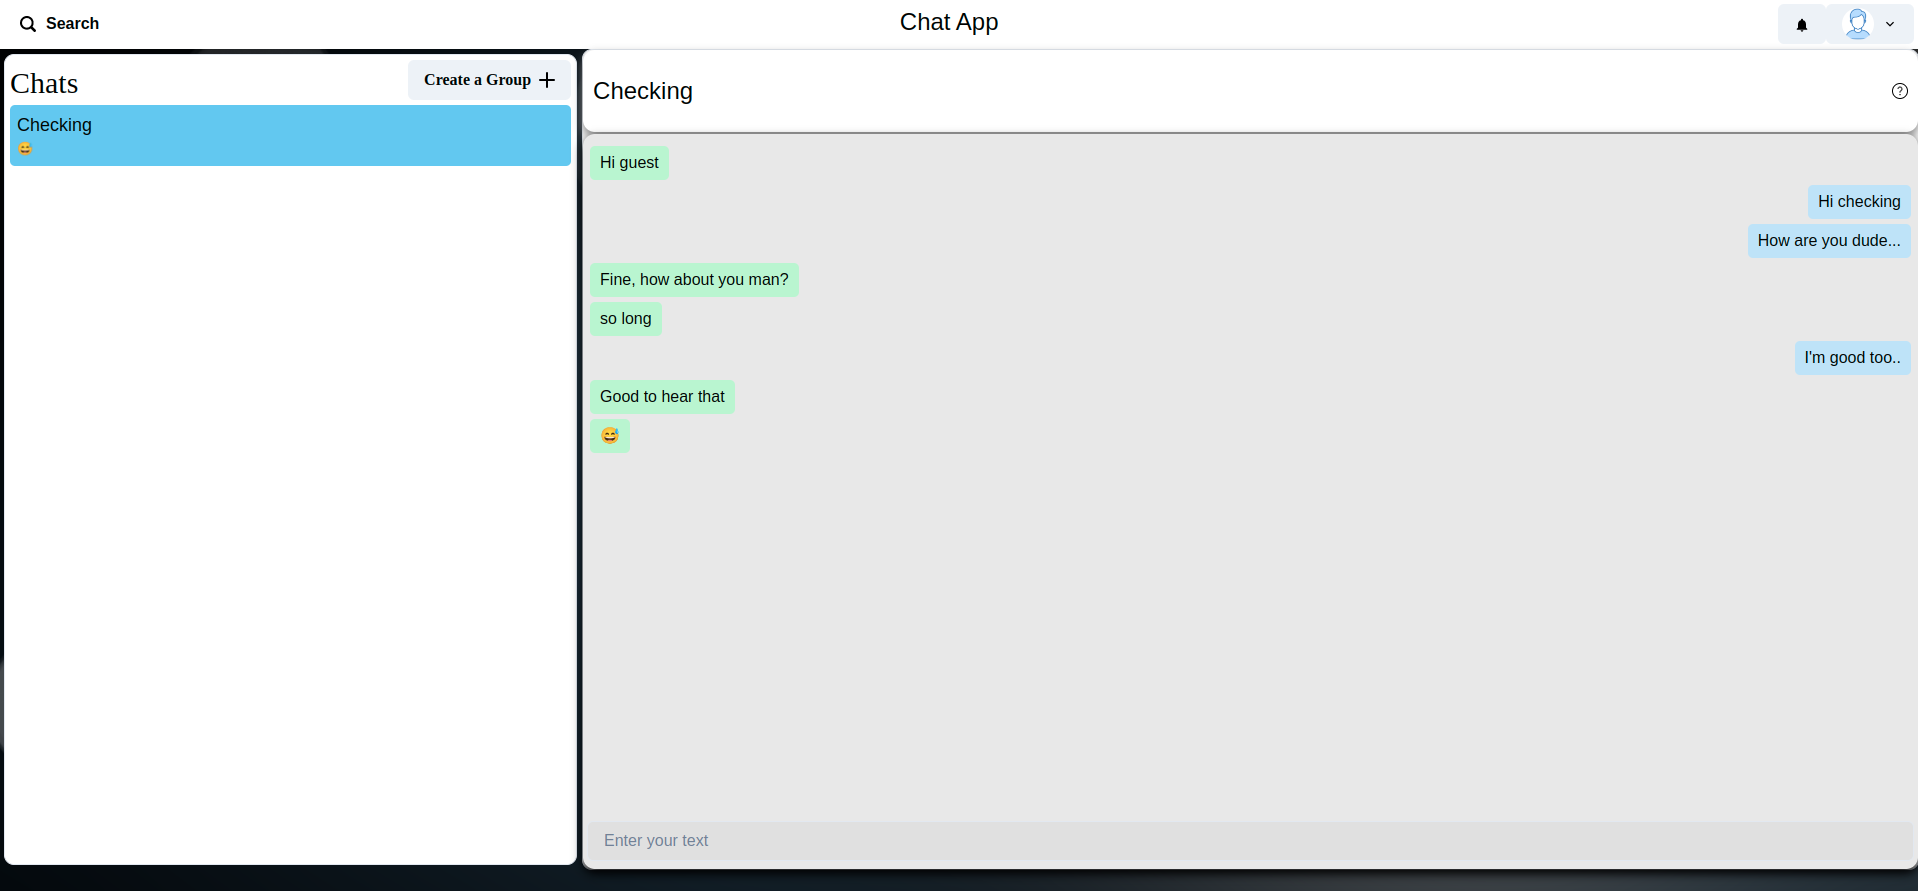 Search
Chat App
Chats
Create a Group
Checking
😅
Checking
Hi guest
Hi checking
How are you dude...
Fine, how about you man?
so long
I'm good too..
Good to hear that
😅
Enter your text